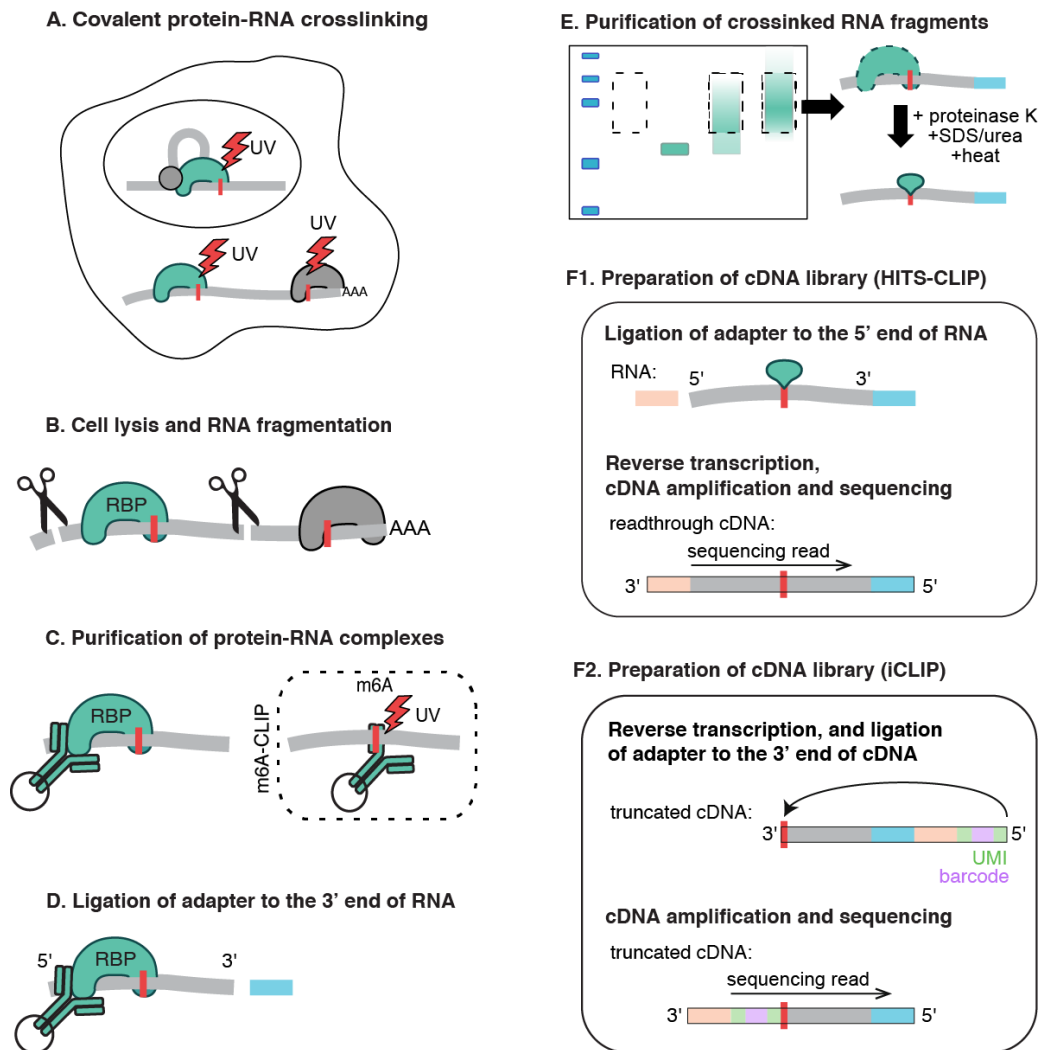 A. Covalent protein-RNA crosslinking
UV
UV
UV
AAA
B. Cell lysis and RNA fragmentation
RBP
AAA
C. Purification of protein-RNA complexes
RBP
m6A-CLIP
m6A
UV
D. Ligation of adapter to the 3’ end of RNA
5'
RBP
3'
E. Purification of crossinked RNA fragments
+ proteinase K
+SDS/urea
+heat
F1. Preparation of cDNA library (HITS-CLIP)
Ligation of adapter to the 5’ end of RNA
RNA:
5'
3'
Reverse transcription,
cDNA amplification and sequencing
readthrough cDNA:
sequencing read
3'
5'
F2. Preparation of cDNA library (iCLIP)
Reverse transcription, and ligation
of adapter to the 3’ end of cDNA
truncated cDNA:
3'
5'
UMI
barcode
cDNA amplification and sequencing
truncated cDNA:
sequencing read
3'
5'